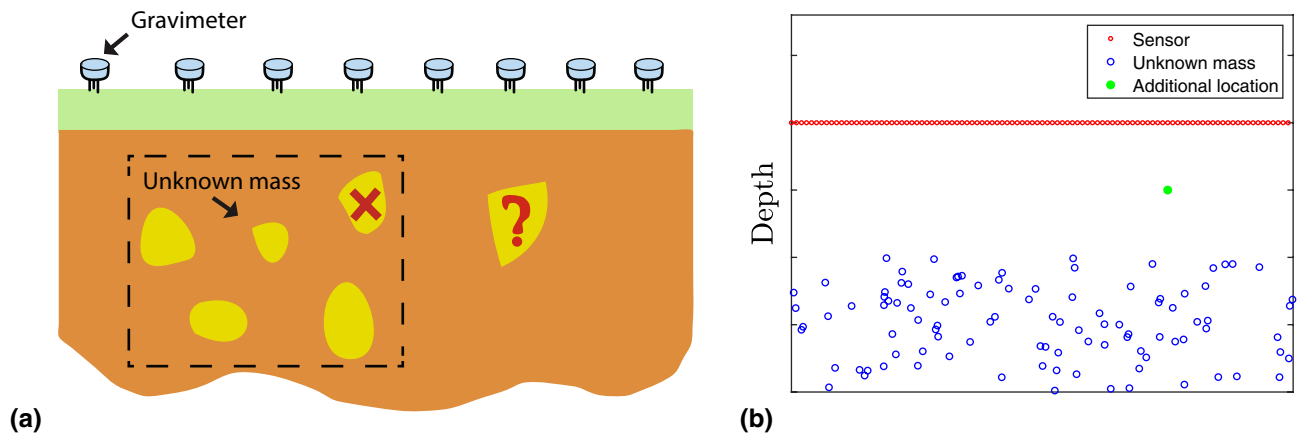 Gravimeter
Unknown mass
?
(a)
Sensor
Unknown mass
Additional location
Depth
(b)